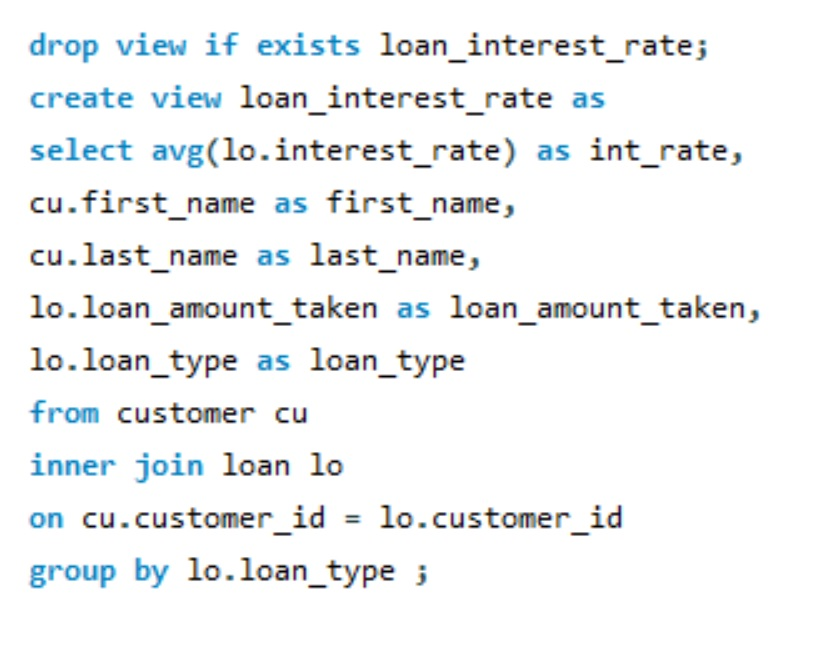 drop view if exists loan_interest_rate;
create view loan_interest_rate as
select avg(lo.interest_rate) as int_rate,
cu.first_name as first_name,
cu.last_name as last_name,
lo.loan_amount_taken as loan_amount_taken,
lo.loan_type as loan_type
from customer cu
inner join loan lo
on cu.customer_id = lo.customer_id
group by lo.loan_type ;